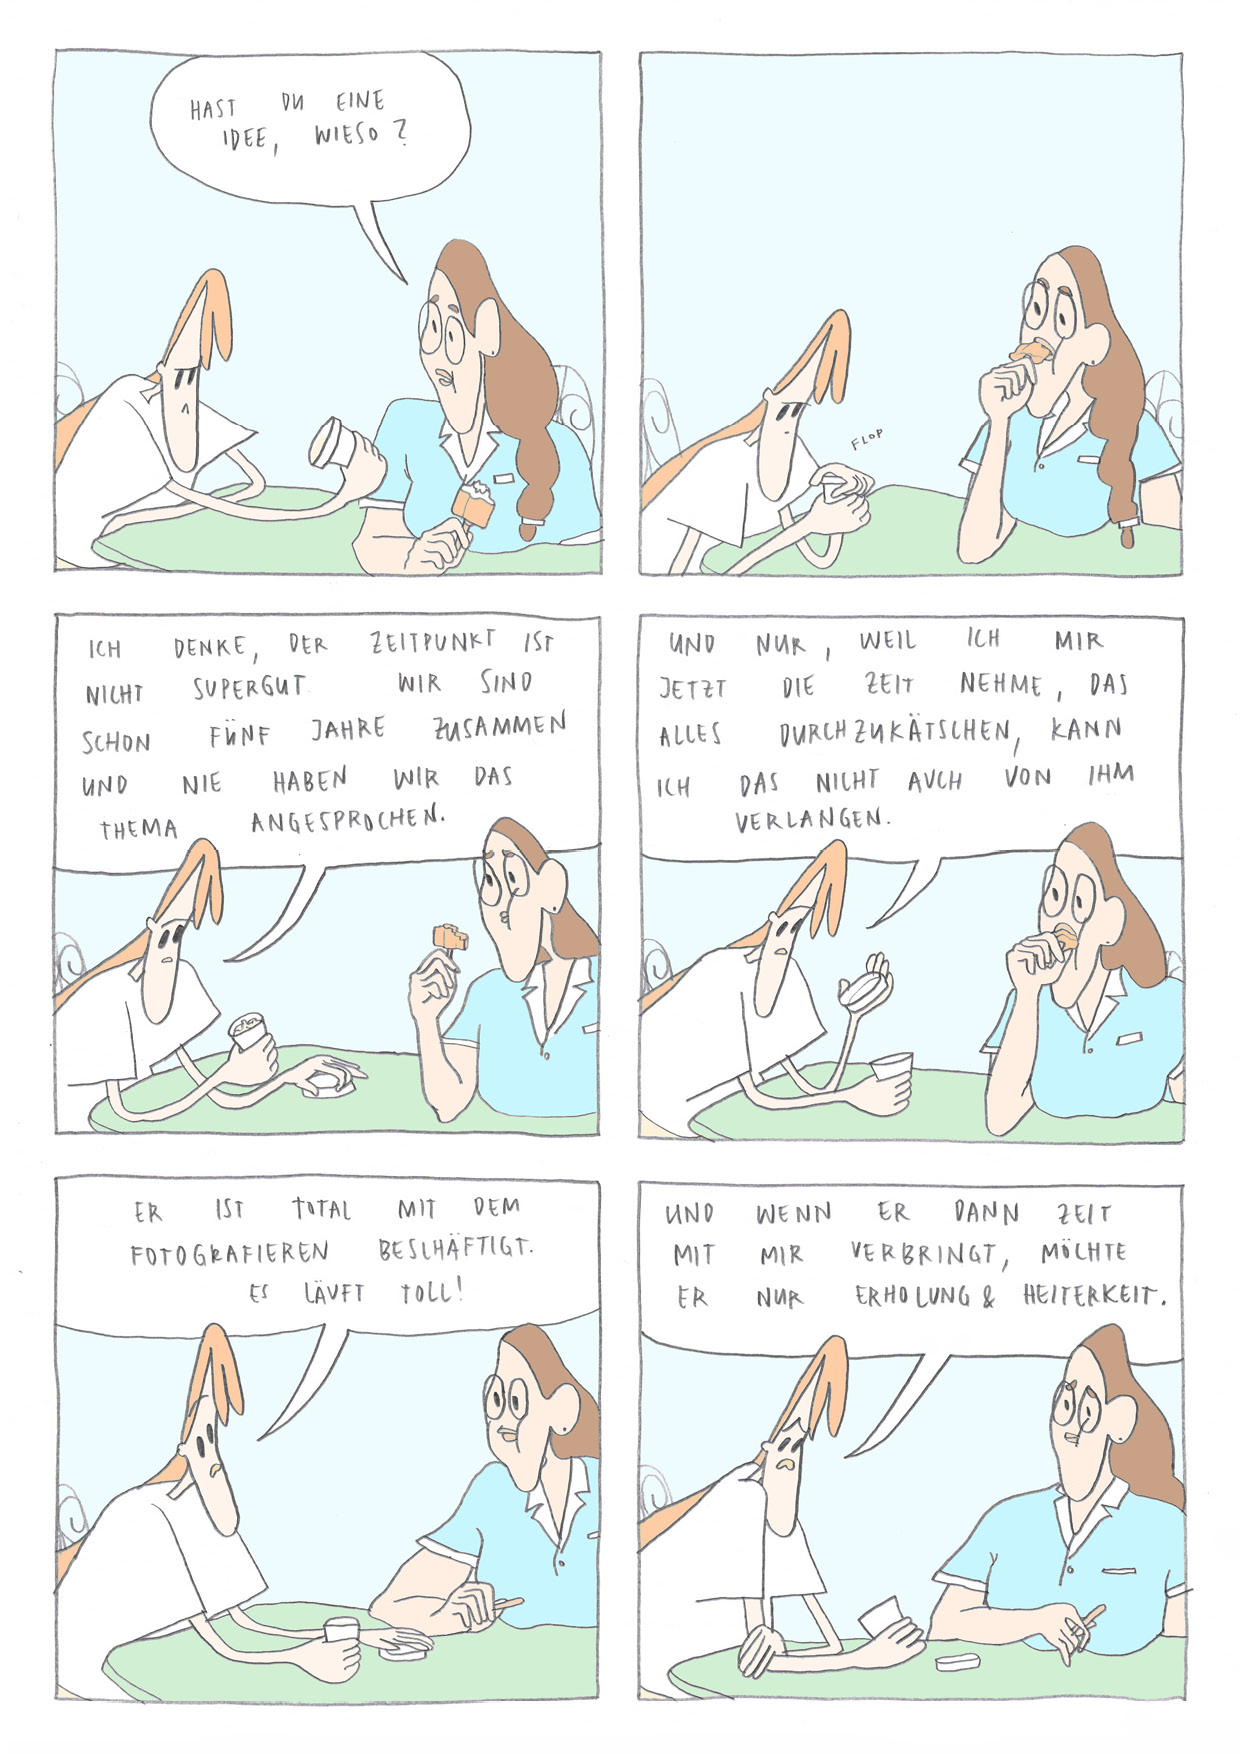 HAST DU EINE
IDEE, WIESO?
FLOP
ICH DENKE, DER ZEITPUNKT IST
NICHT SUPERGUT. WIR SIND
SCHON FÜNF JAHRE ZUSAMMEN
UND NIE HABEN WIR DAS
THEMA ANGESPROCHEN.
UND NUR, WEIL ICH MIR
JETZT DIE ZEIT NEHME, DAS
ALLES DURCHZUKÄTSCHEN, KANN
ICH DAS NICHT AUCH VON IHM
VERLANGEN.
ER IST TOTAL MIT DEM
FOTOGRAFIEREN BESCHÄFTIGT.
ES LÄUFT TOLL!
UND WENN ER DANN ZEIT
MIT MIR VERBRINGT, MÖCHTE
ER NUR ERHOLUNG & HEITERKEIT.